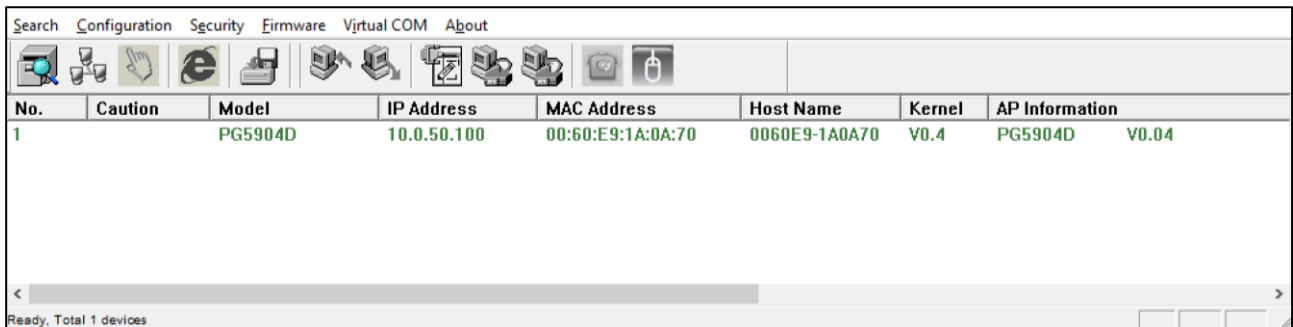 Search Configuration Security Firmware Virtual COM About
No. Caution Model IP Address MAC Address Host Name Kernel AP Information
1 PG5904D 10.0.50.100 00:60:E9:1A:0A:70 0060E9-1A0A70 V0.4 PG5904D V0.04
Ready, Total 1 devices